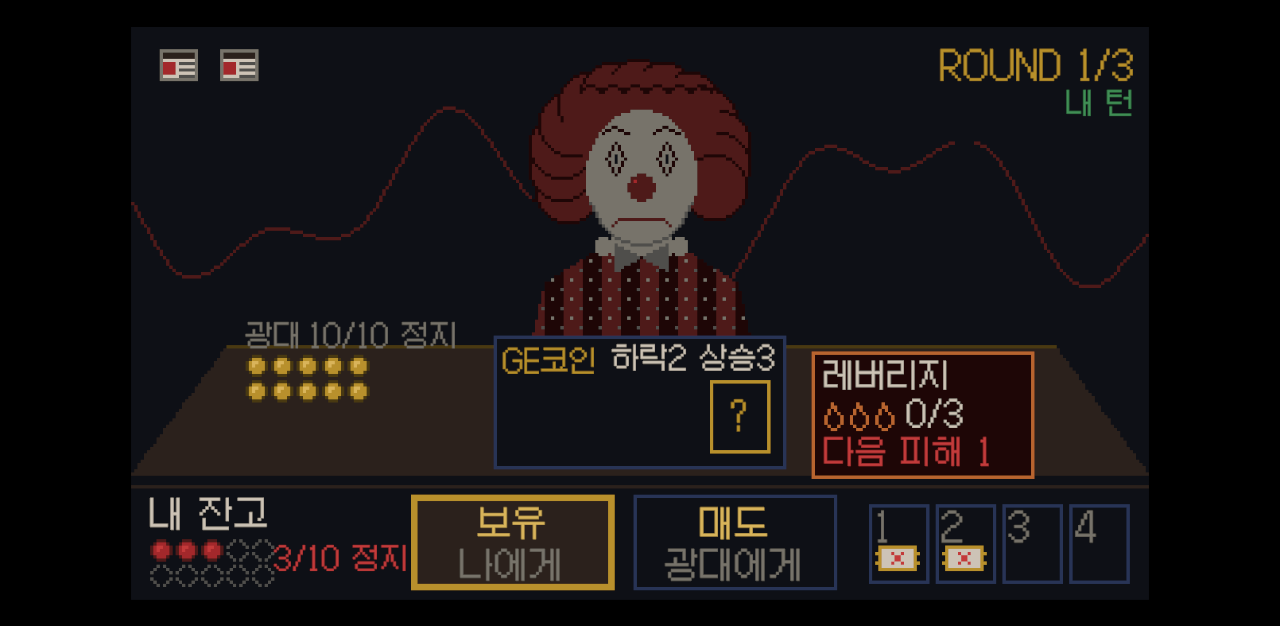 ROUND 1/3
내 턴
광대 10/10 정지
GE코인 하락2 상승3
?
레버리지
0/3
다음 피해 1
내 잔고
3/10 정지
보유
나에게
매도
광대에게
1 2 3 4